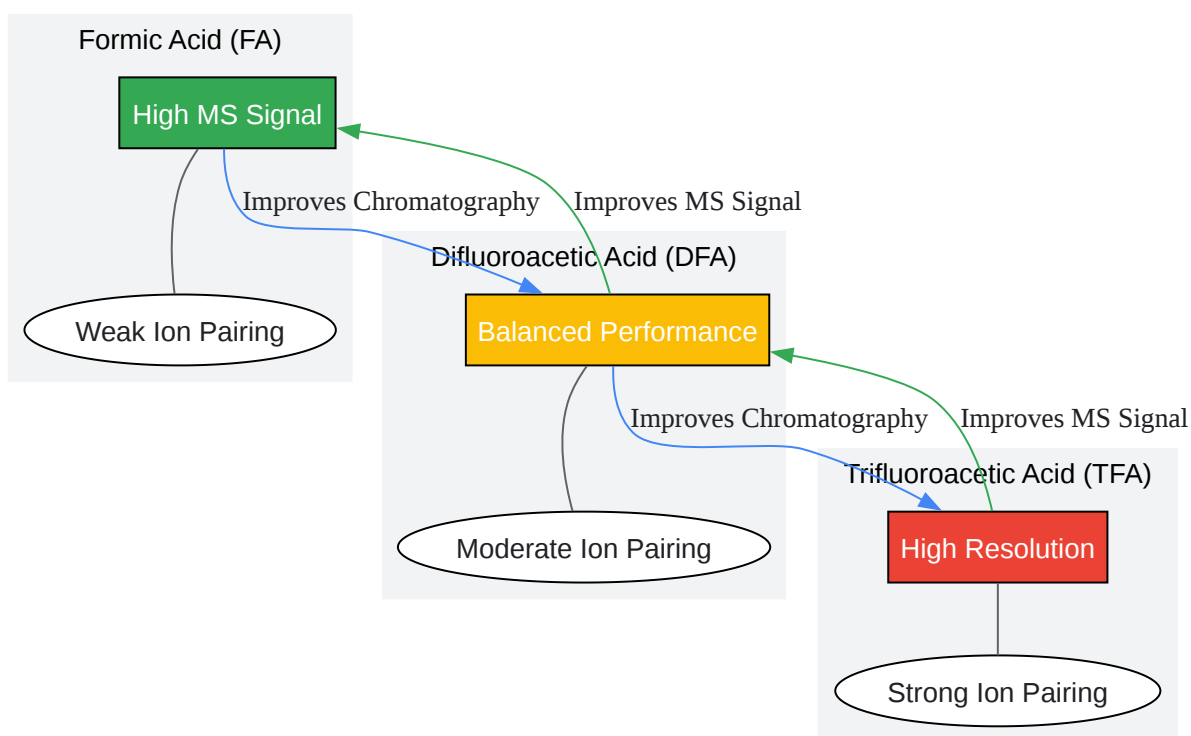 Formic Acid (FA)
High MS Signal
Improves Chromatography
Improves MS Signal
Difluoroacetic Acid (DFA)
Weak Ion Pairing
Balanced Performance
Improves Chromatography
Improves MS Signal
Trifluoroacetic Acid (TFA)
Moderate Ion Pairing
High Resolution
Strong Ion Pairing